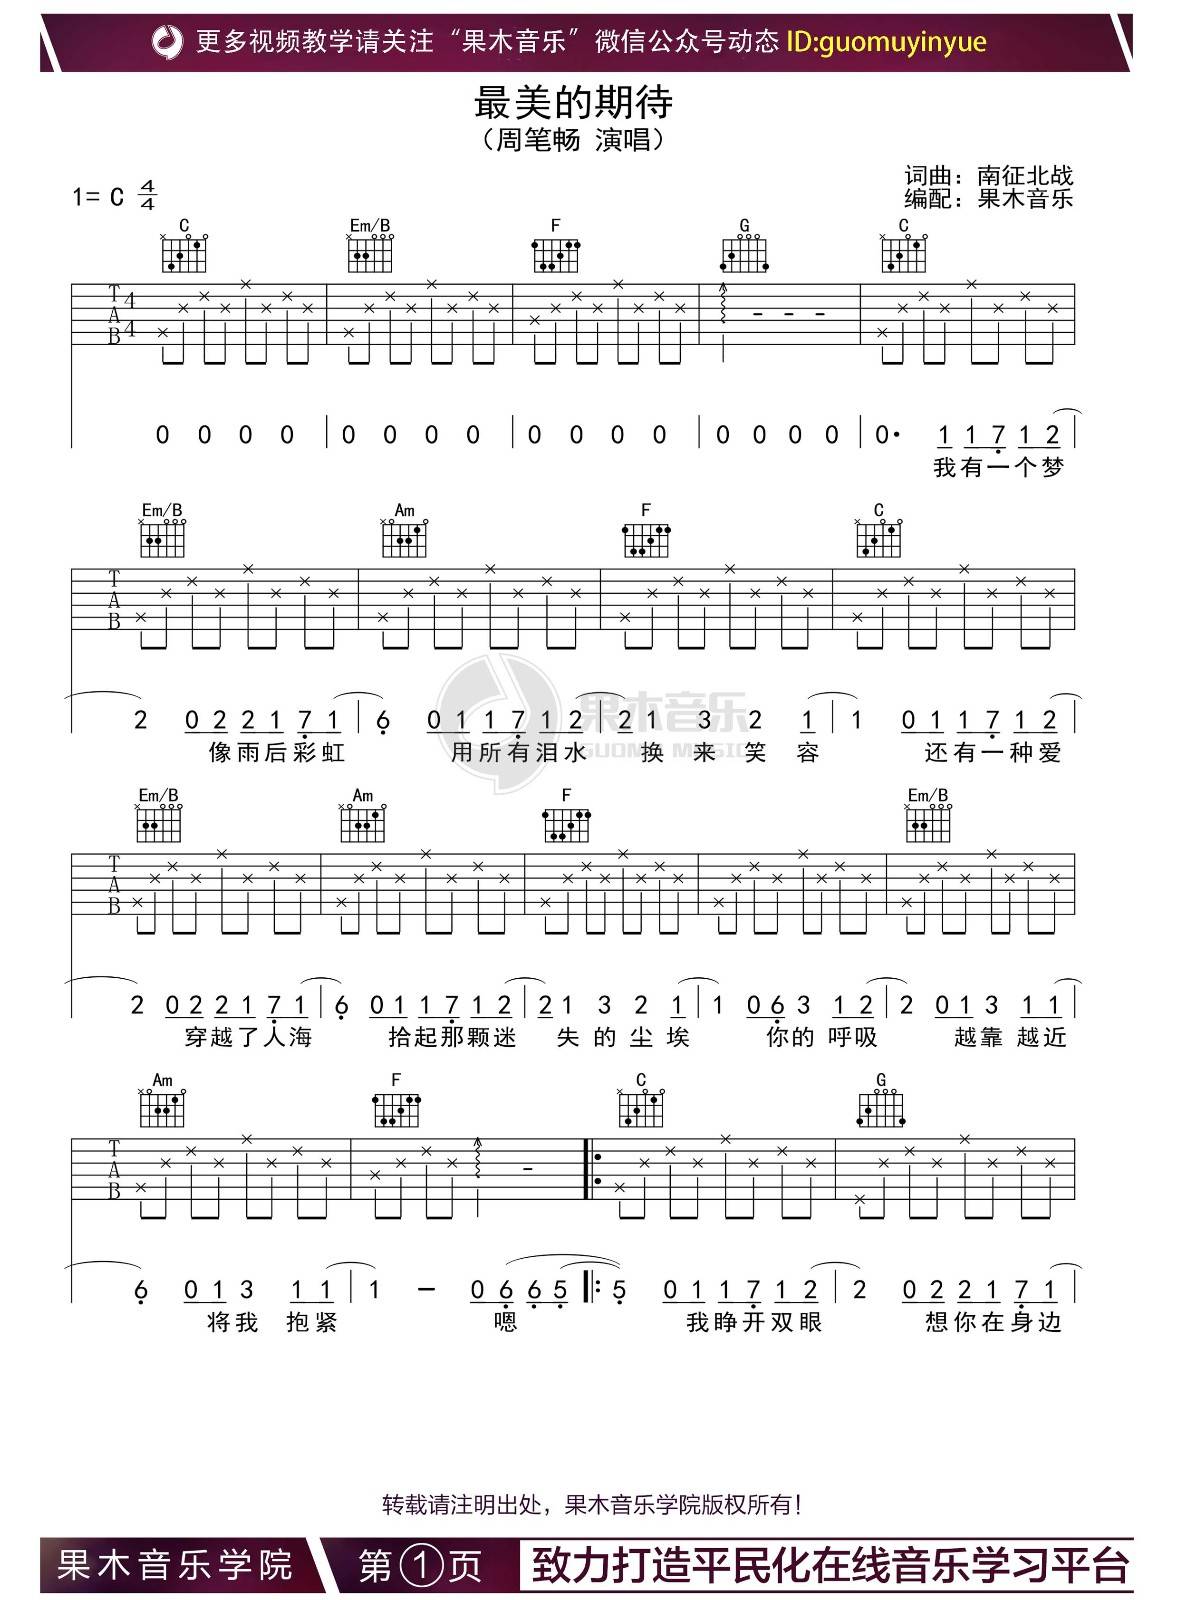 更多视频教学请关注“果木音乐”微信公众号动态 ID:guomuyinyue
最美的期待
（周笔畅 演唱）
词曲：南征北战
1= C 4/4
编配：果木音乐
C Em/B F G C
T A B 4 4
0 0 0 0 0 0 0 0 0 0 0 0 0 0 0 0 0· 1 1 7 1 2
我有一个梦
Em/B Am F C
T A B
2 0 2 2 1 7 1 6 0 1 1 7 1 2 2 1 3 2 1 1 0 1 1 7 1 2
像雨后彩虹 用所有泪水 换 来 笑 容 还有一种爱
果木音乐
GUOMU MUSIC
Em/B Am F Em/B
T A B
2 0 2 2 1 7 1 6 0 1 1 7 1 2 2 1 3 2 1 1 0 6 3 1 2 2 0 1 3 1 1
穿越了人海 拾起那颗迷 失 的 尘 埃 你的 呼吸 越靠 越近
Am F C G
T A B
6 0 1 3 1 1 1 — 0 6 6 5 5 0 1 1 7 1 2 2 0 2 2 1 7 1
将我 抱紧 嗯 我睁开双眼 想你在身边
转载请注明出处，果木音乐学院版权所有！
果木音乐学院 第①页 致力打造平民化在线音乐学习平台